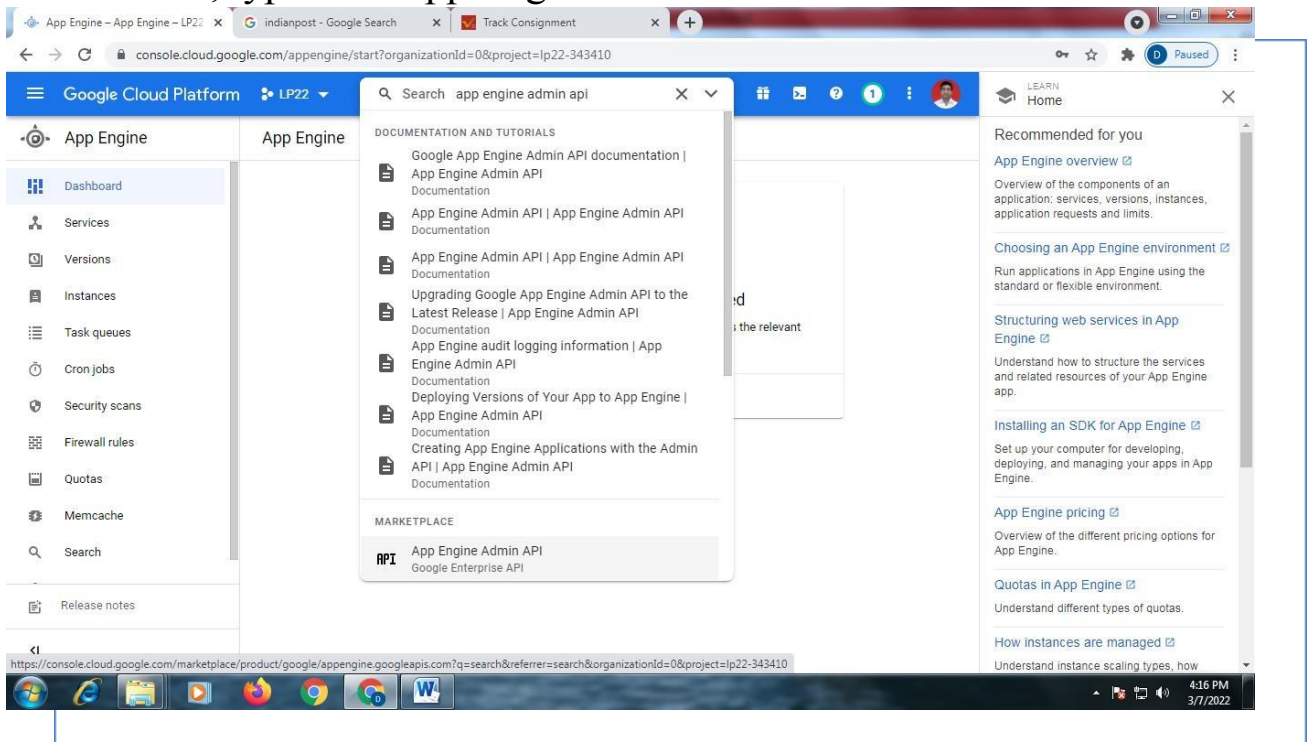 App Engine – App Engine – LP22
indianpost - Google Search
Track Consignment
console.cloud.google.com/appengine/start?organizationId=0&project=lp22-343410
D Paused
Google Cloud Platform
LP22
Search app engine admin api
1
LEARN
Home
App Engine
Dashboard
Services
Versions
Instances
Task queues
Cron jobs
Security scans
Firewall rules
Quotas
Memcache
Search
Release notes
App Engine
DOCUMENTATION AND TUTORIALS
Google App Engine Admin API documentation |
App Engine Admin API
Documentation
App Engine Admin API | App Engine Admin API
Documentation
App Engine Admin API | App Engine Admin API
Documentation
Upgrading Google App Engine Admin API to the
Latest Release | App Engine Admin API
Documentation
App Engine audit logging information | App
Engine Admin API
Documentation
Deploying Versions of Your App to App Engine |
App Engine Admin API
Documentation
Creating App Engine Applications with the Admin
API | App Engine Admin API
Documentation
MARKETPLACE
API App Engine Admin API
Google Enterprise API
ed
the relevant
Recommended for you
App Engine overview
Overview of the components of an
application: services, versions, instances,
application requests and limits.
Choosing an App Engine environment
Run applications in App Engine using the
standard or flexible environment.
Structuring web services in App
Engine
Understand how to structure the services
and related resources of your App Engine
app.
Installing an SDK for App Engine
Set up your computer for developing,
deploying, and managing your apps in App
Engine.
App Engine pricing
Overview of the different pricing options for
App Engine.
Quotas in App Engine
Understand different types of quotas.
How instances are managed
Understand instance scaling types, how
https://console.cloud.google.com/marketplace/product/google/appengine.googleapis.com?q=search&referrer=search&organizationId=0&project=lp22-343410
4:16 PM
3/7/2022